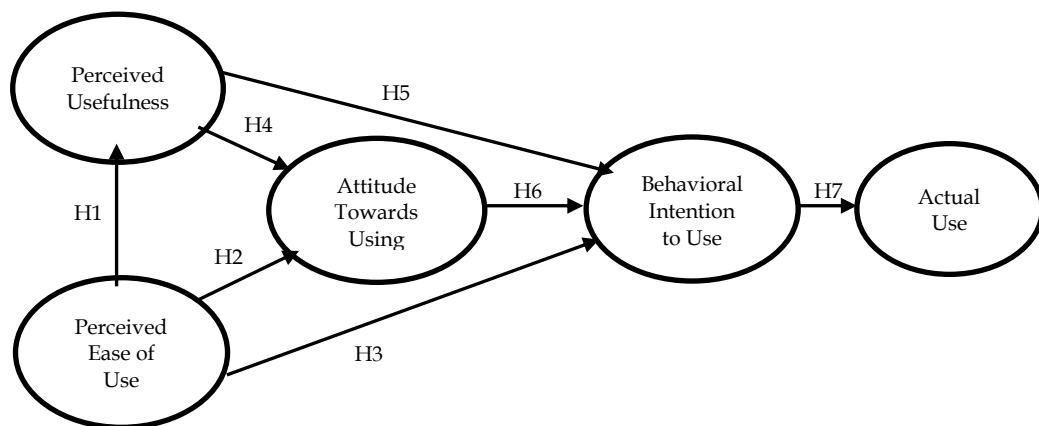 Perceived
Usefulness
H5
H4
Attitude
Towards
Using
H6
Behavioral
Intention
to Use
H7
Actual
Use
H1
H2
Perceived
Ease of
Use
H3